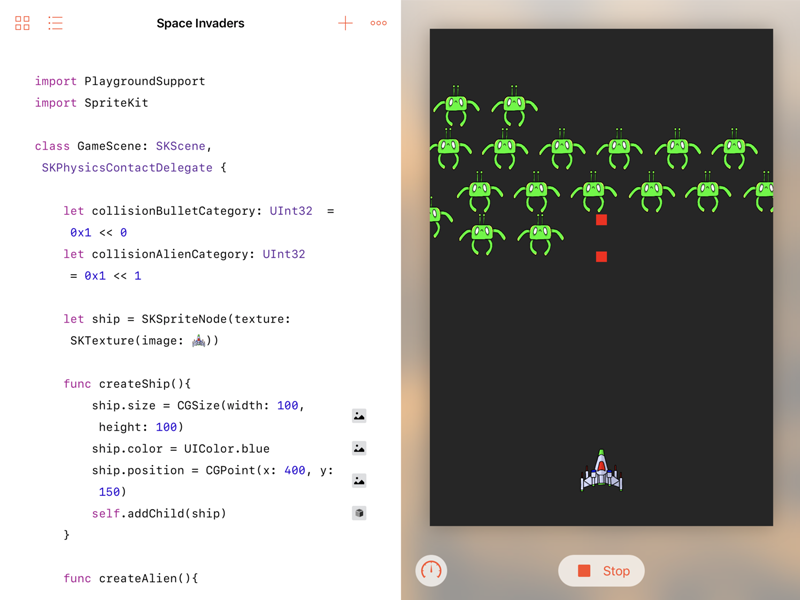 Space Invaders
import PlaygroundSupport
import SpriteKit
class GameScene: SKScene,
SKPhysicsContactDelegate {
let collisionBulletCategory: UInt32  =
0x1 << 0
let collisionAlienCategory: UInt32
= 0x1 << 1
let ship = SKSpriteNode(texture:
SKTexture(image: ))
func createShip(){
ship.size = CGSize(width: 100,
height: 100)
ship.color = UIColor.blue
ship.position = CGPoint(x: 400, y:
150)
self.addChild(ship)
}
func createAlien(){
Stop